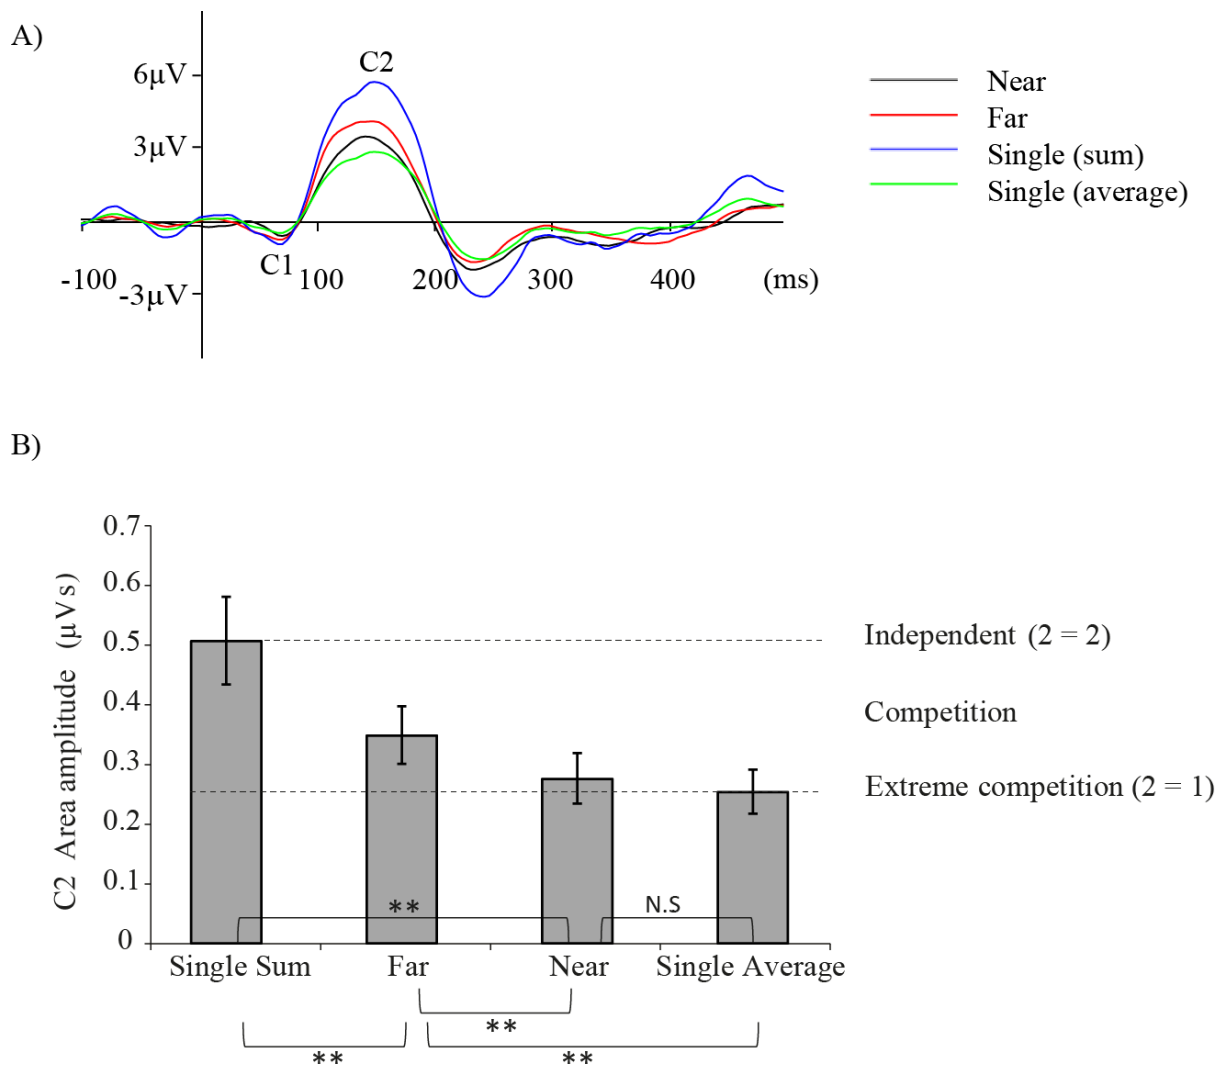 A)
6μV
C2
3μV
C1
-100
100
200
300
400
(ms)
-3μV
Near
Far
Single (sum)
Single (average)
B)
C2 Area amplitude (μV s)
0.7
0.6
0.5
0.4
0.3
0.2
0.1
0
Independent (2 = 2)
Competition
Extreme competition (2 = 1)
**
N.S
Single Sum
Far
Near
Single Average
**
**
**